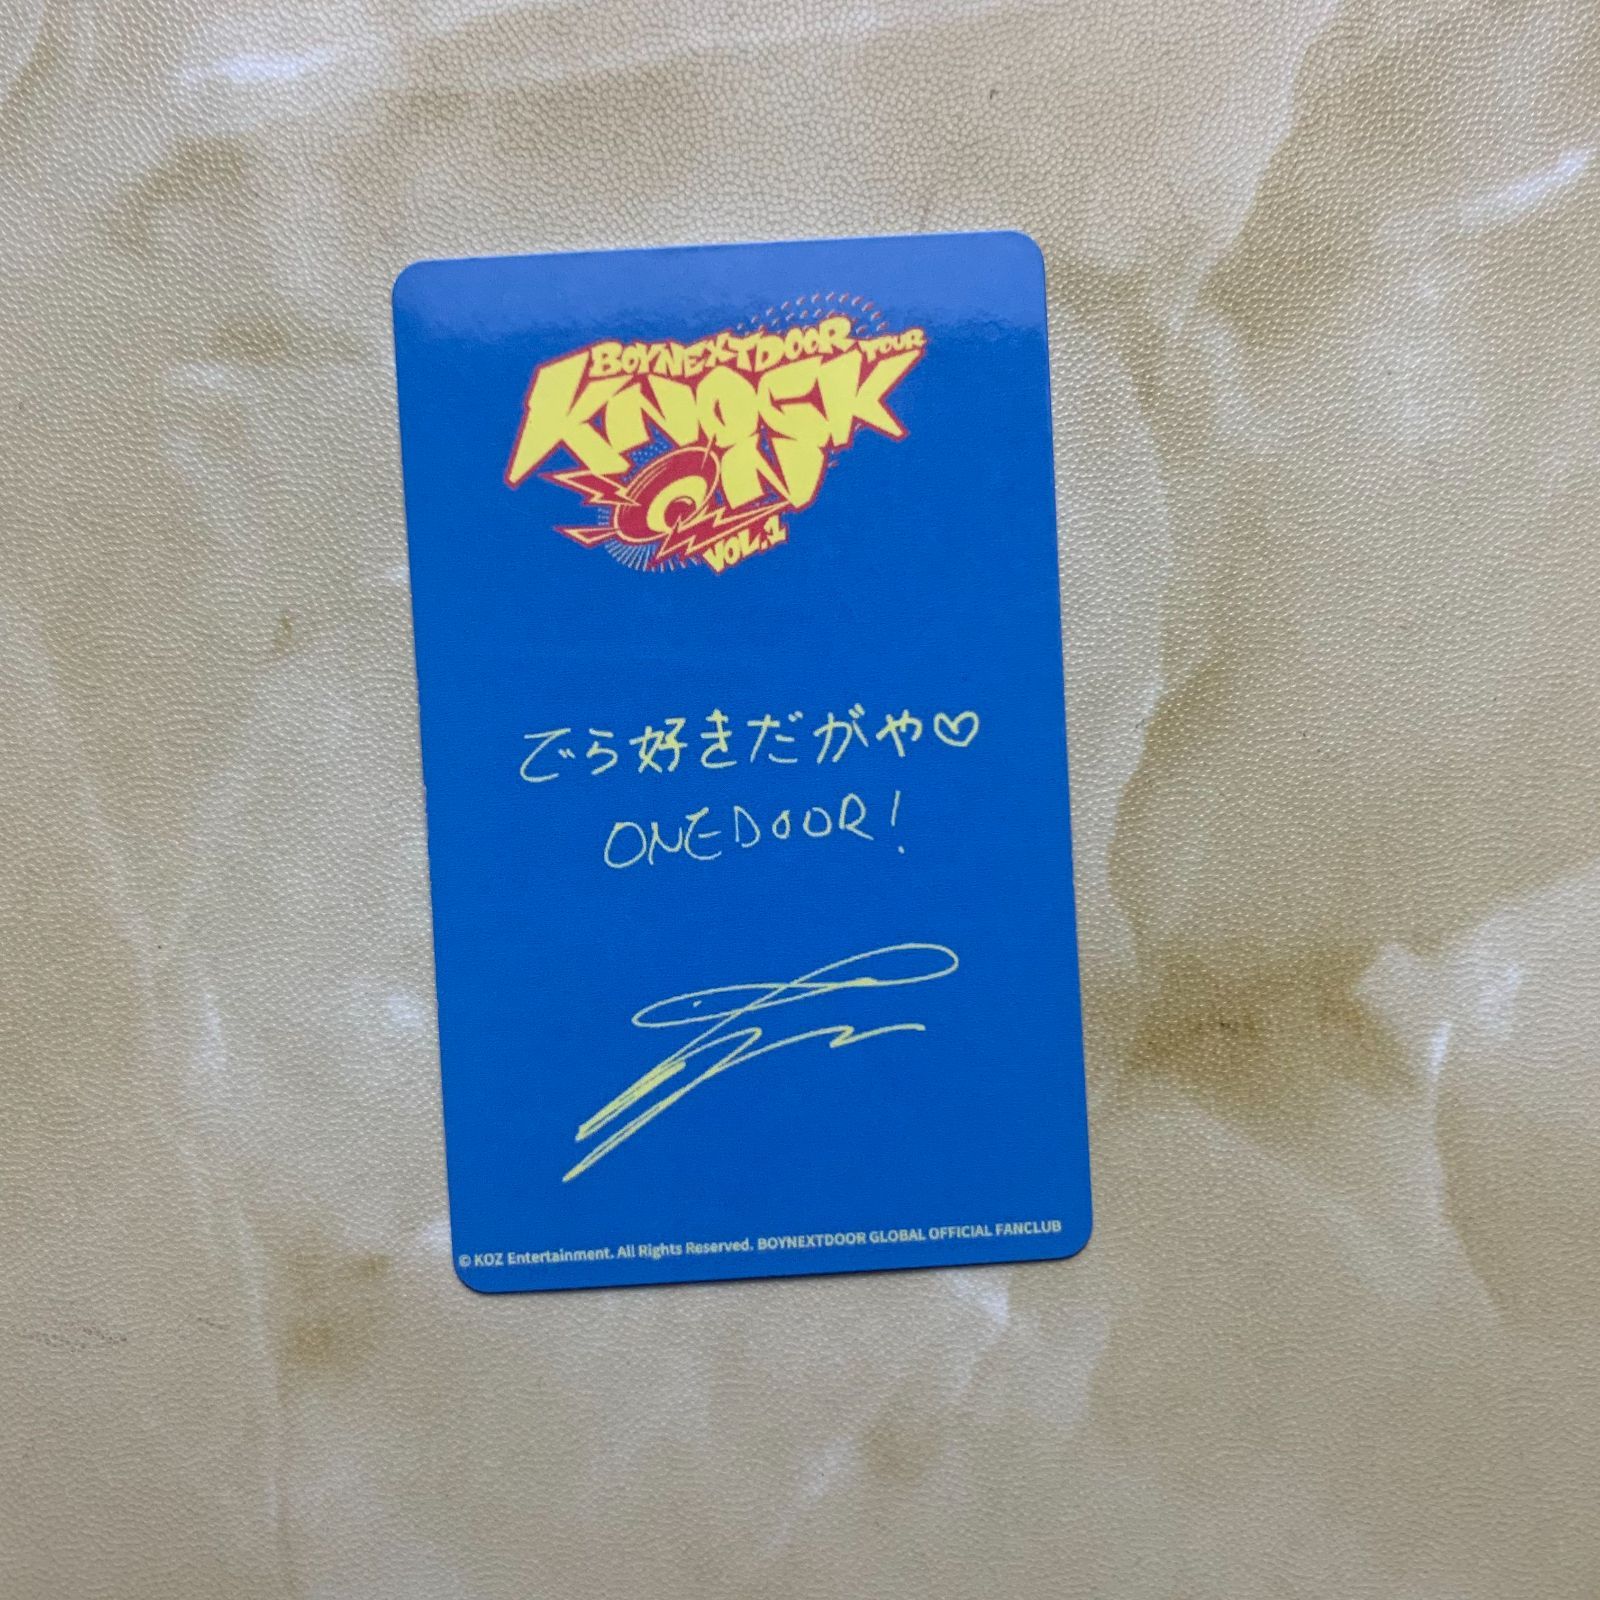 BOYNEXTDOOR TOUR
KNOCK
ON
VOL.1
でら好きだがや♡
ONEDOOR!
© KOZ Entertainment. All Rights Reserved. BOYNEXTDOOR GLOBAL OFFICIAL FANCLUB